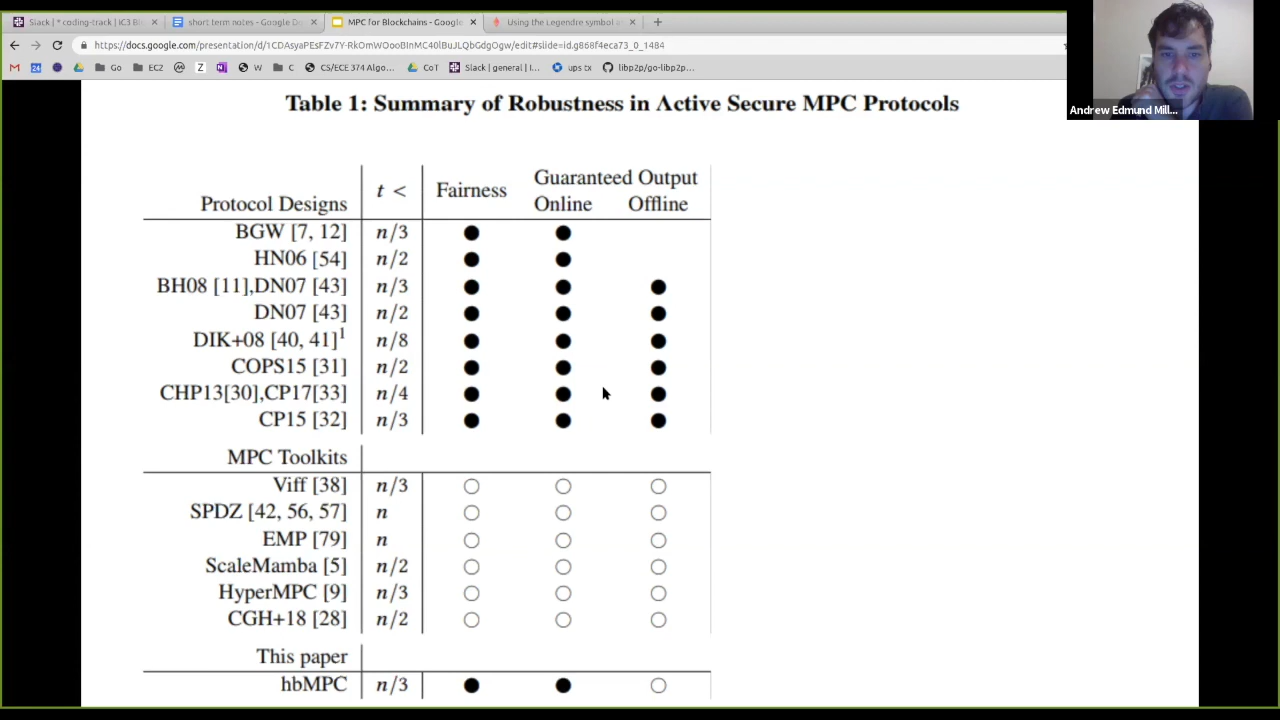 Slack | * coding-track | IC3 Bl
short term notes - Google Do
MPC for Blockchains - Google
Using the Legendre symbol a
https://docs.google.com/presentation/d/1CDAsyaPEsFZv7Y-RkOmWOooBInMC40lBuJLQbGdgOgw/edit#slide=id.g868f4eca73_0_1484
Go EC2 W C CS/ECE 374 Algo... CoT Slack | general | I... ups tx libp2p/go-libp2p...
Andrew Edmund Mill...
Table 1: Summary of Robustness in Active Secure MPC Protocols
Protocol Designs t < Fairness Guaranteed Output
Online Offline
BGW [7, 12] n/3 ● ●
HN06 [54] n/2 ● ●
BH08 [11],DN07 [43] n/3 ● ● ●
DN07 [43] n/2 ● ● ●
DIK+08 [40, 41]¹ n/8 ● ● ●
COPS15 [31] n/2 ● ● ●
CHP13[30],CP17[33] n/4 ● ● ●
CP15 [32] n/3 ● ● ●
MPC Toolkits
Viff [38] n/3 ○ ○ ○
SPDZ [42, 56, 57] n ○ ○ ○
EMP [79] n ○ ○ ○
ScaleMamba [5] n/2 ○ ○ ○
HyperMPC [9] n/3 ○ ○ ○
CGH+18 [28] n/2 ○ ○ ○
This paper
hbMPC n/3 ● ● ○